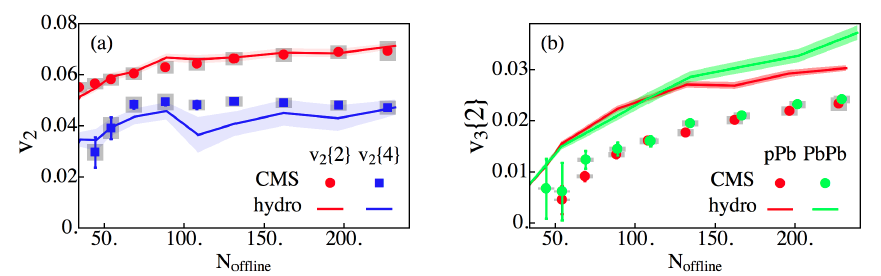 0.08
(a)
0.06
v2
0.04
0.02
0.
v2{2} v2{4}
CMS
hydro
50. 100. 150. 200.
Noffline
(b)
0.03
v3{2}
0.02
0.01
0.
pPb PbPb
CMS
hydro
50. 100. 150. 200.
Noffline